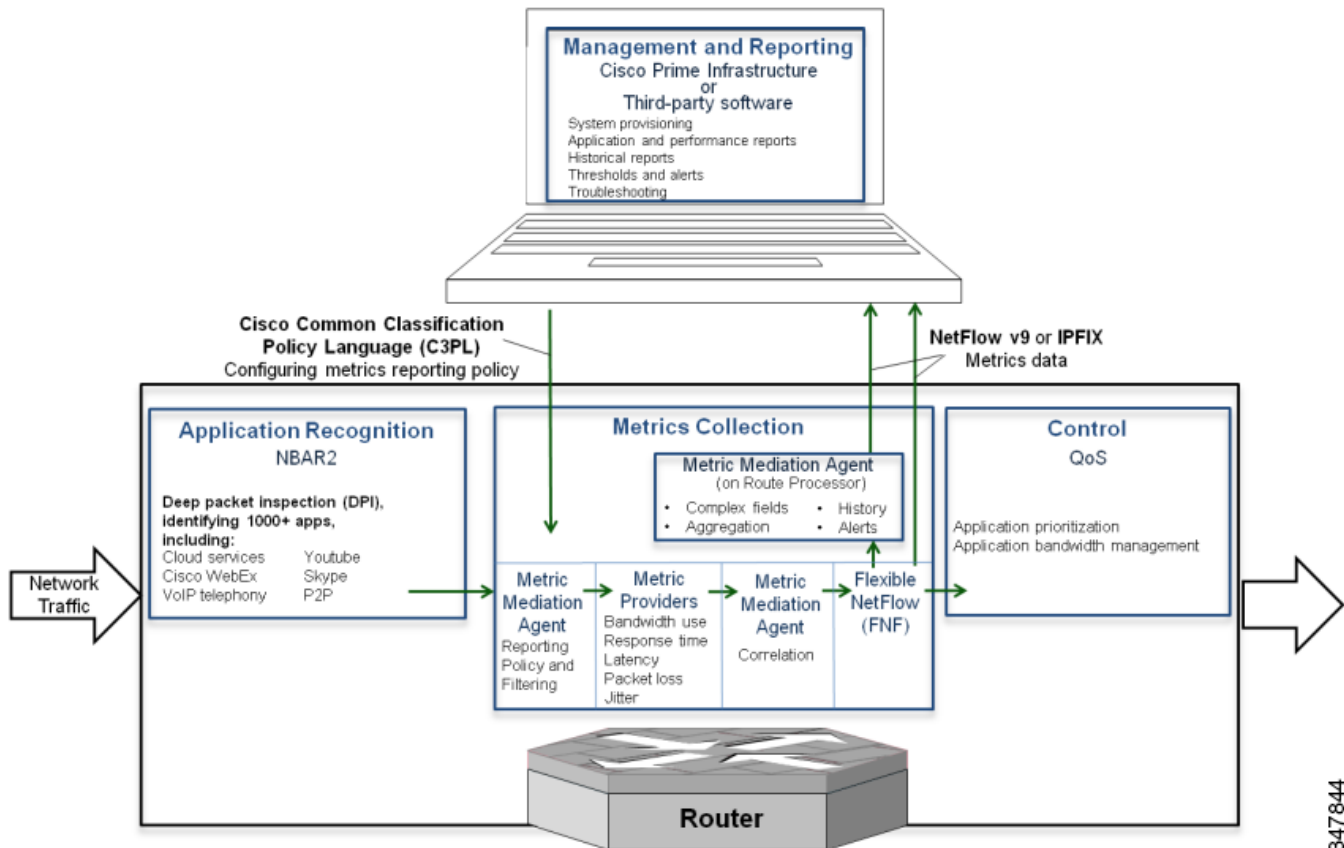 Management and Reporting
Cisco Prime Infrastructure
or
Third-party software
System provisioning
Application and performance reports
Historical reports
Thresholds and alerts
Troubleshooting
Cisco Common Classification
Policy Language (C3PL)
Configuring metrics reporting policy
NetFlow v9 or IPFIX
Metrics data
Network
Traffic
Application Recognition
NBAR2
Deep packet inspection (DPI),
identifying 1000+ apps,
including:
Cloud services
Cisco WebEx
VoIP telephony
Youtube
Skype
P2P
Metrics Collection
Metric Mediation Agent
(on Route Processor)
• Complex fields
• Aggregation
• History
• Alerts
Metric
Mediation
Agent
Reporting
Policy and
Filtering
Metric
Providers
Bandwidth use
Response time
Latency
Packet loss
Jitter
Metric
Mediation
Agent
Correlation
Flexible
NetFlow
(FNF)
Control
QoS
Application prioritization
Application bandwidth management
Router
347844